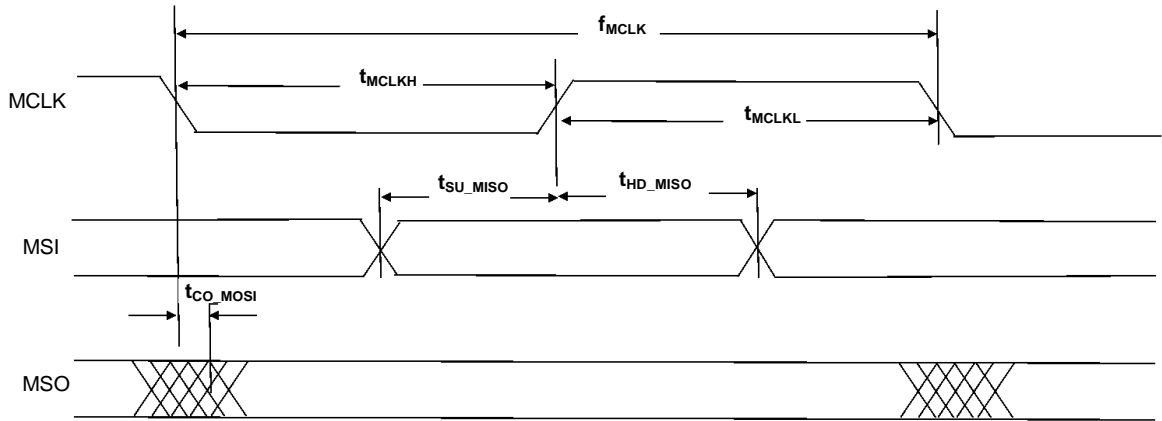 fMCLK
tMCLKH
MCLK
tMCLKL
tSU_MISO
tHD_MISO
MSI
tCO_MOSI
MSO